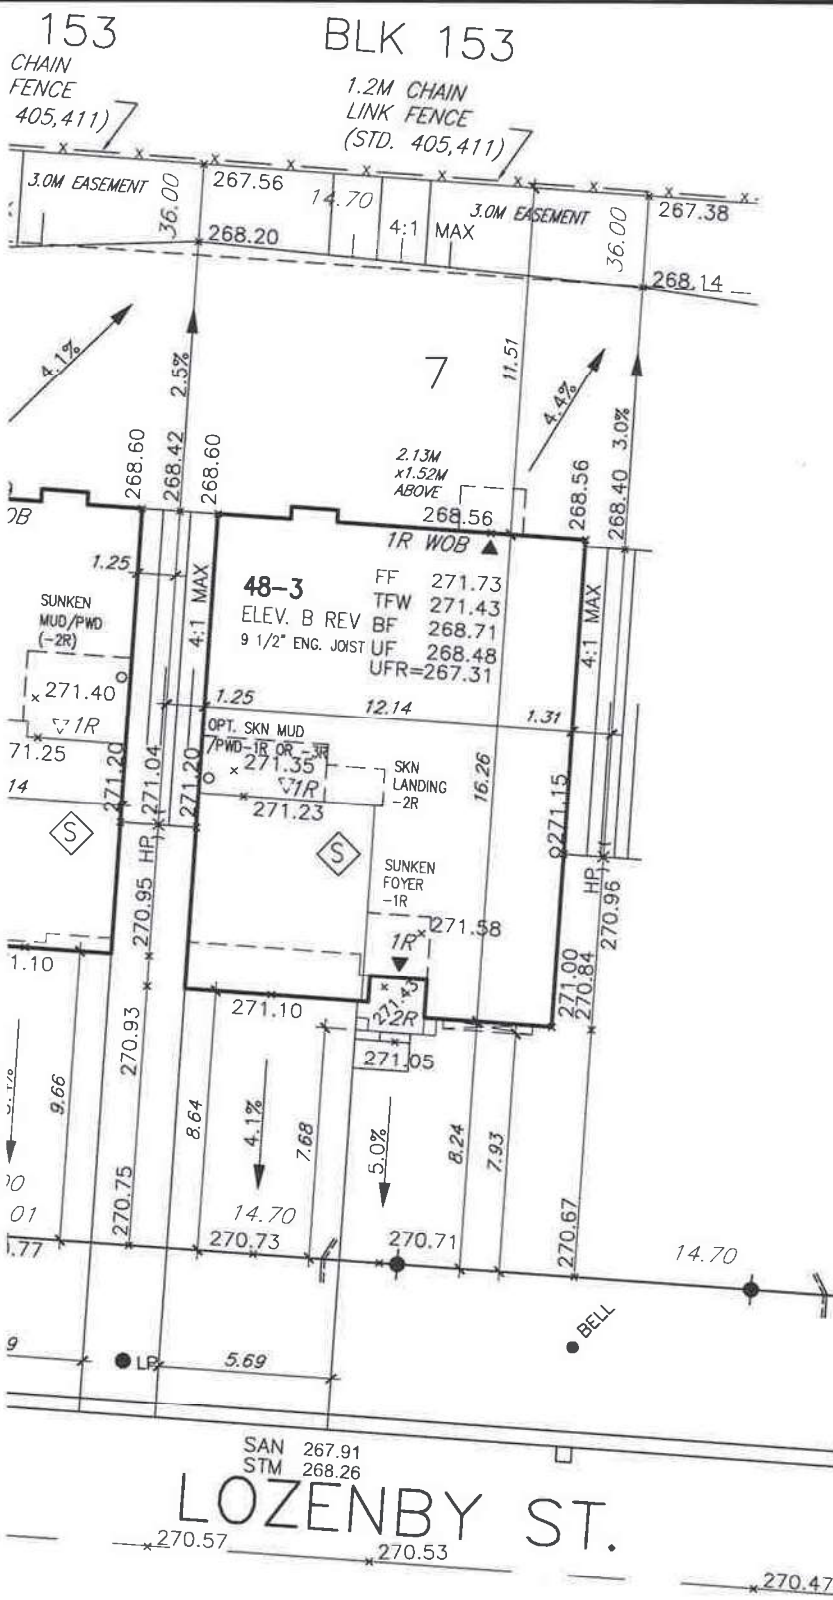 153
BLK 153
CHAIN
FENCE
405,411)
1.2M CHAIN
LINK FENCE
(STD. 405,411)
3.0M EASEMENT
36.00
267.56
14.70
4:1 MAX
3.0M EASEMENT
36.00
267.38
268.20
268.14
4.1%
2.5%
7
11.51
4.4%
3.0%
268.60
268.42
268.60
2.13M
x1.52M
ABOVE
268.56
268.56
268.40
OB
1R WOB
1.25
4:1 MAX
48-3
ELEV. B REV
9 1/2" ENG. JOIST
FF 271.73
TFW 271.43
BF 268.71
UF 268.48
UFR=267.31
4:1 MAX
SUNKEN
MUD/PWD
(-2R)
271.40
1R
71.25
14
1.25
12.14
1.31
OPT. SKN MUD
/PWD-1R OR -3R
271.35
1R
271.23
SKN
LANDING
-2R
16.26
271.20
271.04
271.20
271.15
S
S
HP
HP
SUNKEN
FOYER
-1R
270.95
270.96
271.58
1R
1.10
271.10
271.43
2R
271.05
271.00
270.84
270.93
9.66
8.64
4.1%
7.68
5.0%
8.24
7.93
01
.77
270.75
14.70
270.73
270.71
270.67
14.70
BELL
9
LP
5.69
SAN 267.91
STM 268.26
LOZENBY ST.
270.57
270.53
270.47